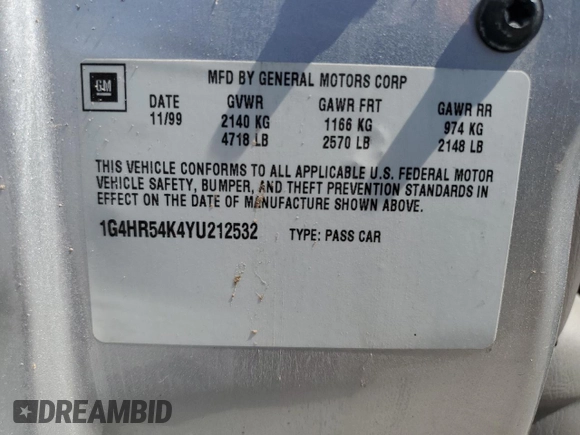 GM
MFD BY GENERAL MOTORS CORP
DATE GVWR GAWR FRT GAWR RR
11/99 2140 KG 1166 KG 974 KG
4718 LB 2570 LB 2148 LB
THIS VEHICLE CONFORMS TO ALL APPLICABLE U.S. FEDERAL MOTOR
VEHICLE SAFETY, BUMPER, AND THEFT PREVENTION STANDARDS IN
EFFECT ON THE DATE OF MANUFACTURE SHOWN ABOVE.
1G4HR54K4YU212532 TYPE: PASS CAR
DREAMBID